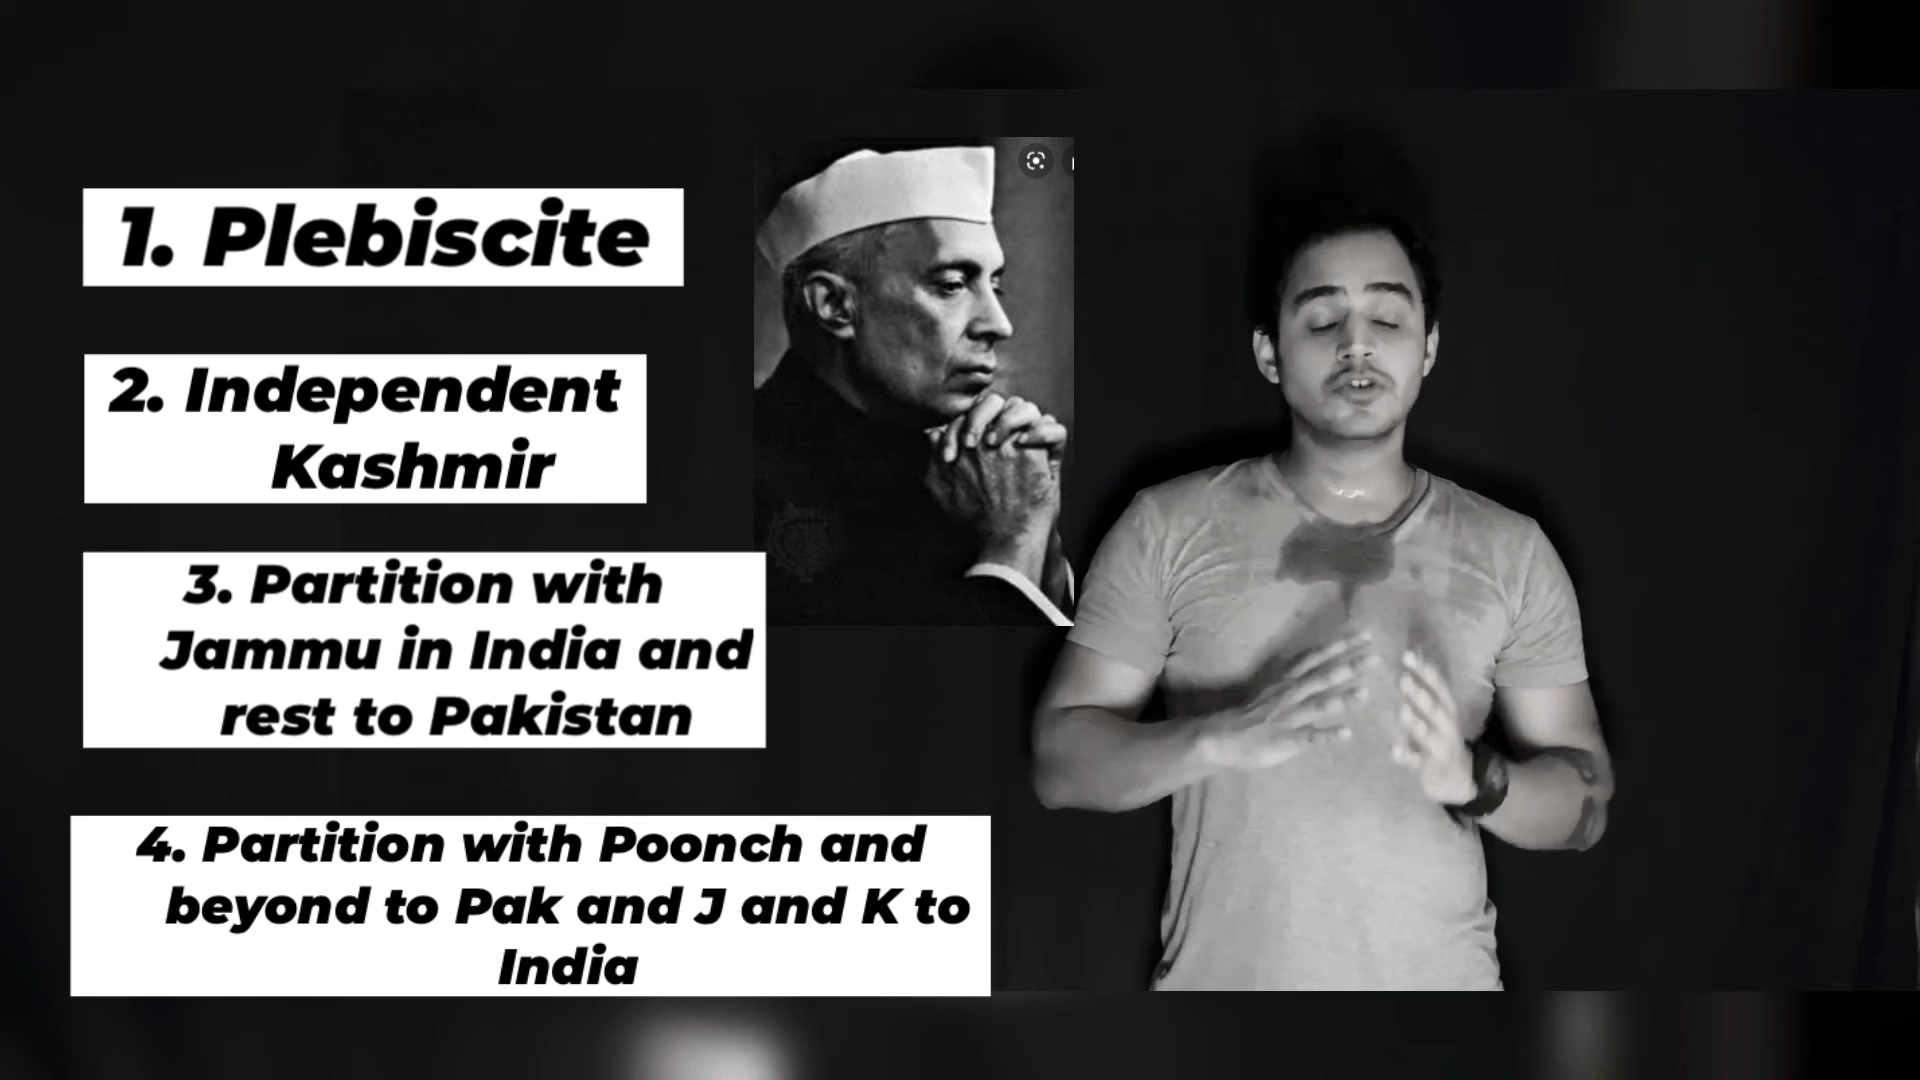 1. Plebiscite
2. Independent
Kashmir
3. Partition with
Jammu in India and
rest to Pakistan
4. Partition with Poonch and
beyond to Pak and J and K to
India